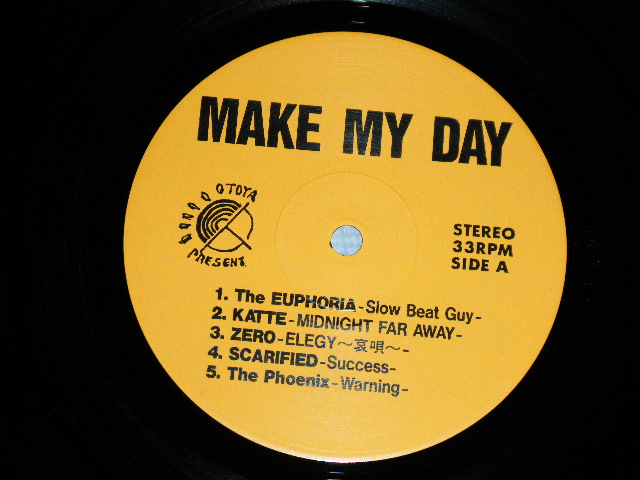 MAKE MY DAY
OTOYA
PRESENT.
STEREO
33RPM
SIDE A
1. The EUPHORIA-Slow Beat Guy-
2. KATTE-MIDNIGHT FAR AWAY-
3. ZERO-ELEGY〜哀唄〜-
4. SCARIFIED-Success-
5. The Phoenix-Warning-